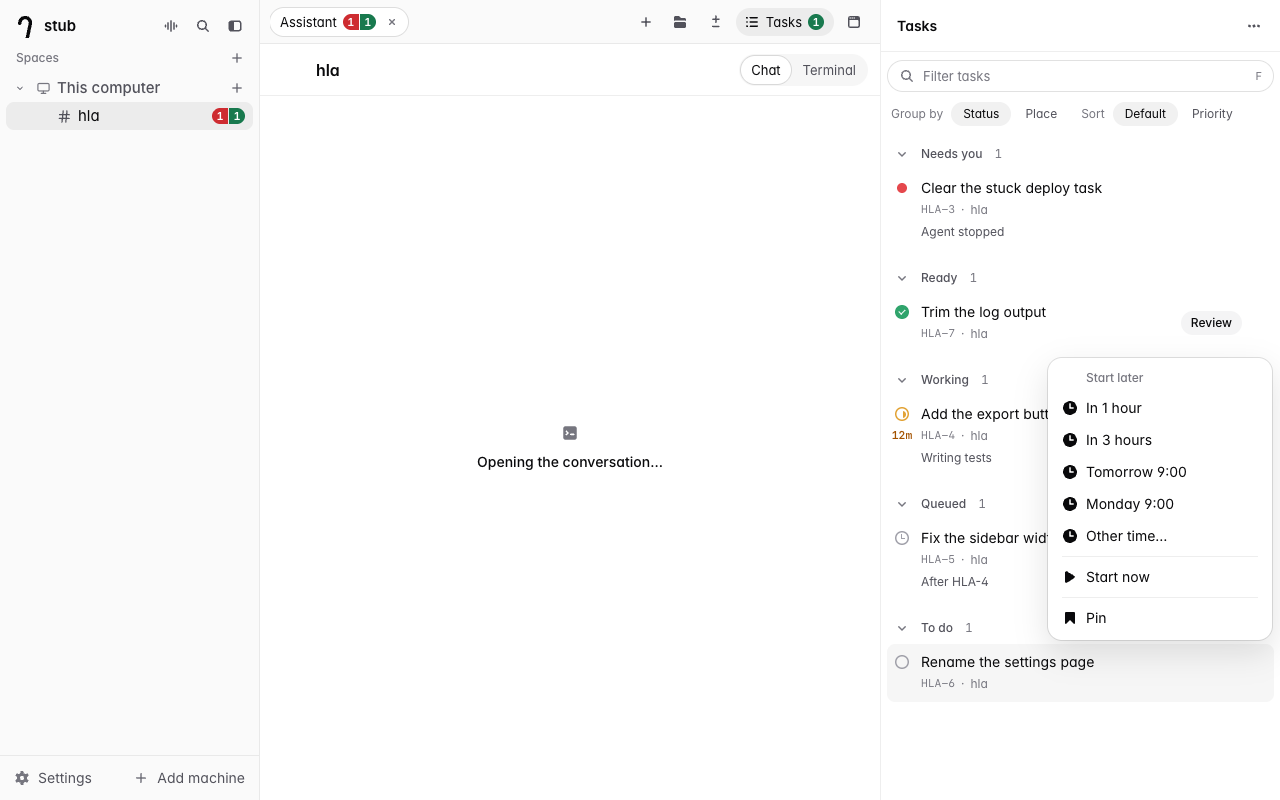 stub
Spaces
This computer
hla 1 1
Settings
Add machine
Assistant 1 1
Tasks 1
hla
Chat
Terminal
Opening the conversation...
Tasks
Filter tasks F
Group by Status Place Sort Default Priority
Needs you 1
Clear the stuck deploy task
HLA-3 · hla
Agent stopped
Ready 1
Trim the log output
HLA-7 · hla
Review
Working 1
Add the export butt
12m HLA-4 · hla
Writing tests
Queued 1
Fix the sidebar wid
HLA-5 · hla
After HLA-4
To do 1
Rename the settings page
HLA-6 · hla
Start later
In 1 hour
In 3 hours
Tomorrow 9:00
Monday 9:00
Other time...
Start now
Pin